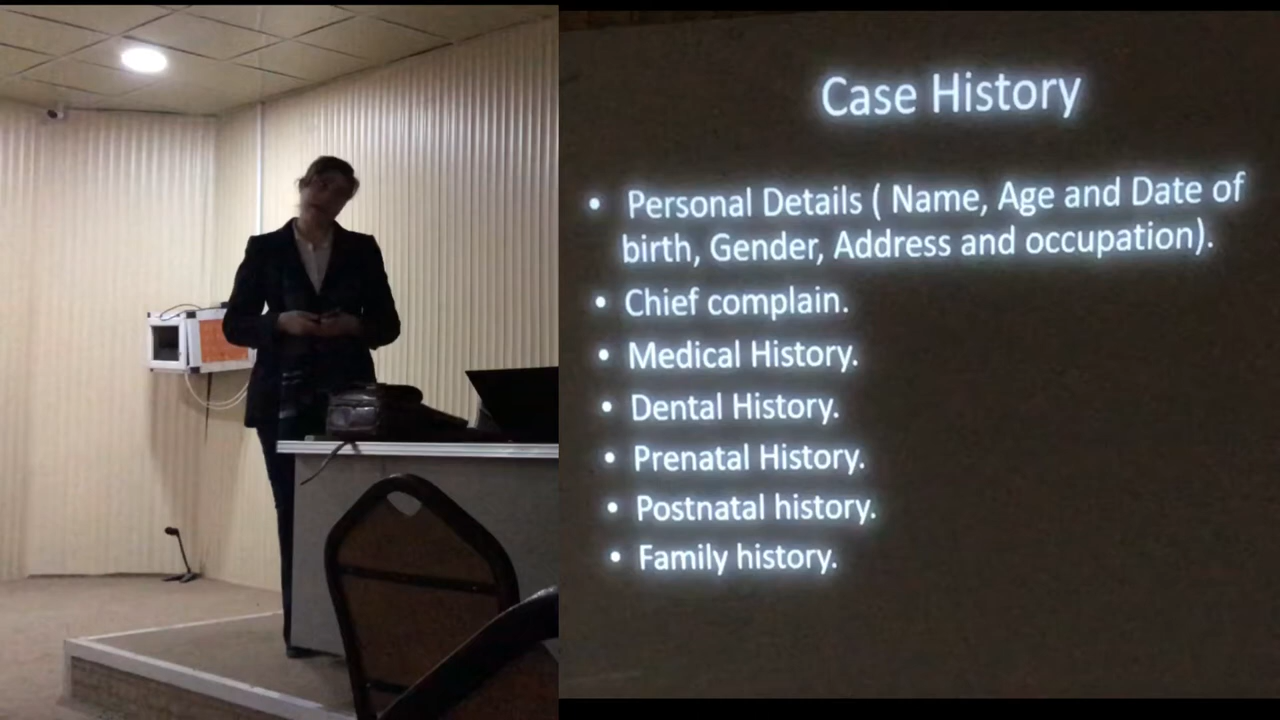 Case History
• Personal Details ( Name, Age and Date of
birth, Gender, Address and occupation).
• Chief complain.
• Medical History.
• Dental History.
• Prenatal History.
• Postnatal history.
• Family history.